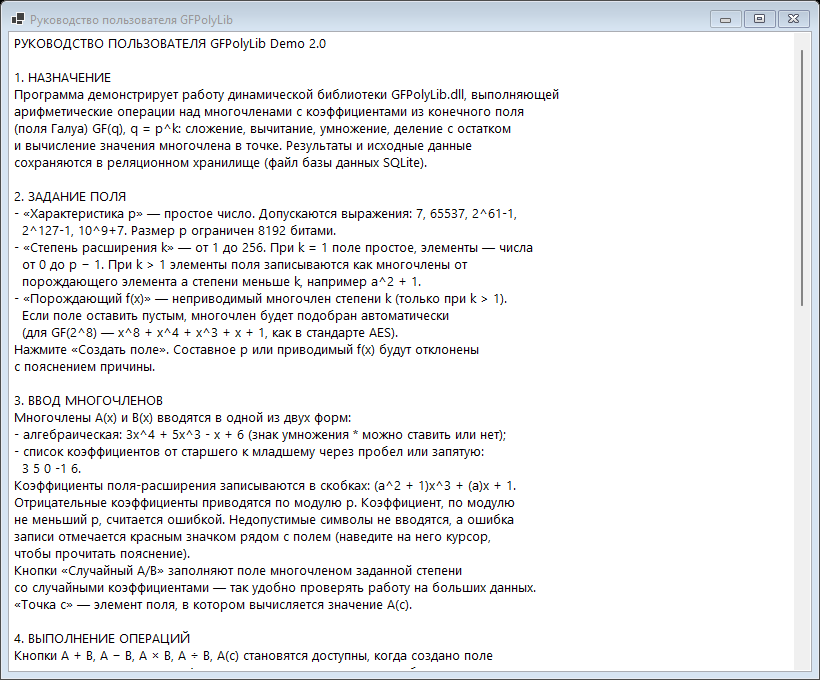 Руководство пользователя GFPolyLib
РУКОВОДСТВО ПОЛЬЗОВАТЕЛЯ GFPolyLib Demo 2.0
1. НАЗНАЧЕНИЕ
Программа демонстрирует работу динамической библиотеки GFPolyLib.dll, выполняющей
арифметические операции над многочленами с коэффициентами из конечного поля
(поля Галуа) GF(q), q = p^k: сложение, вычитание, умножение, деление с остатком
и вычисление значения многочлена в точке. Результаты и исходные данные
сохраняются в реляционном хранилище (файл базы данных SQLite).
2. ЗАДАНИЕ ПОЛЯ
- «Характеристика p» — простое число. Допускаются выражения: 7, 65537, 2^61-1,
2^127-1, 10^9+7. Размер p ограничен 8192 битами.
- «Степень расширения k» — от 1 до 256. При k = 1 поле простое, элементы — числа
от 0 до p − 1. При k > 1 элементы поля записываются как многочлены от
порождающего элемента a степени меньше k, например a^2 + 1.
- «Порождающий f(x)» — неприводимый многочлен степени k (только при k > 1).
Если поле оставить пустым, многочлен будет подобран автоматически
(для GF(2^8) — x^8 + x^4 + x^3 + x + 1, как в стандарте AES).
Нажмите «Создать поле». Составное p или приводимый f(x) будут отклонены
с пояснением причины.
3. ВВОД МНОГОЧЛЕНОВ
Многочлены A(x) и B(x) вводятся в одной из двух форм:
- алгебраическая: 3x^4 + 5x^3 - x + 6 (знак умножения * можно ставить или нет);
- список коэффициентов от старшего к младшему через пробел или запятую:
3 5 0 -1 6.
Коэффициенты поля-расширения записываются в скобках: (a^2 + 1)x^3 + (a)x + 1.
Отрицательные коэффициенты приводятся по модулю p. Коэффициент, по модулю
не меньший p, считается ошибкой. Недопустимые символы не вводятся, а ошибка
записи отмечается красным значком рядом с полем (наведите на него курсор,
чтобы прочитать пояснение).
Кнопки «Случайный A/B» заполняют поле многочленом заданной степени
со случайными коэффициентами — так удобно проверять работу на больших данных.
«Точка c» — элемент поля, в котором вычисляется значение A(c).
4. ВЫПОЛНЕНИЕ ОПЕРАЦИЙ
Кнопки A + B, A − B, A × B, A ÷ B, A(c) становятся доступны, когда создано поле